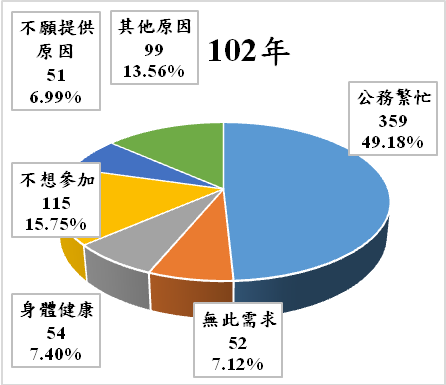 不願提供
原因
51
6.99%
其他原因
99
13.56%
102年
公務繁忙
359
49.18%
不想參加
115
15.75%
身體健康
54
7.40%
無此需求
52
7.12%